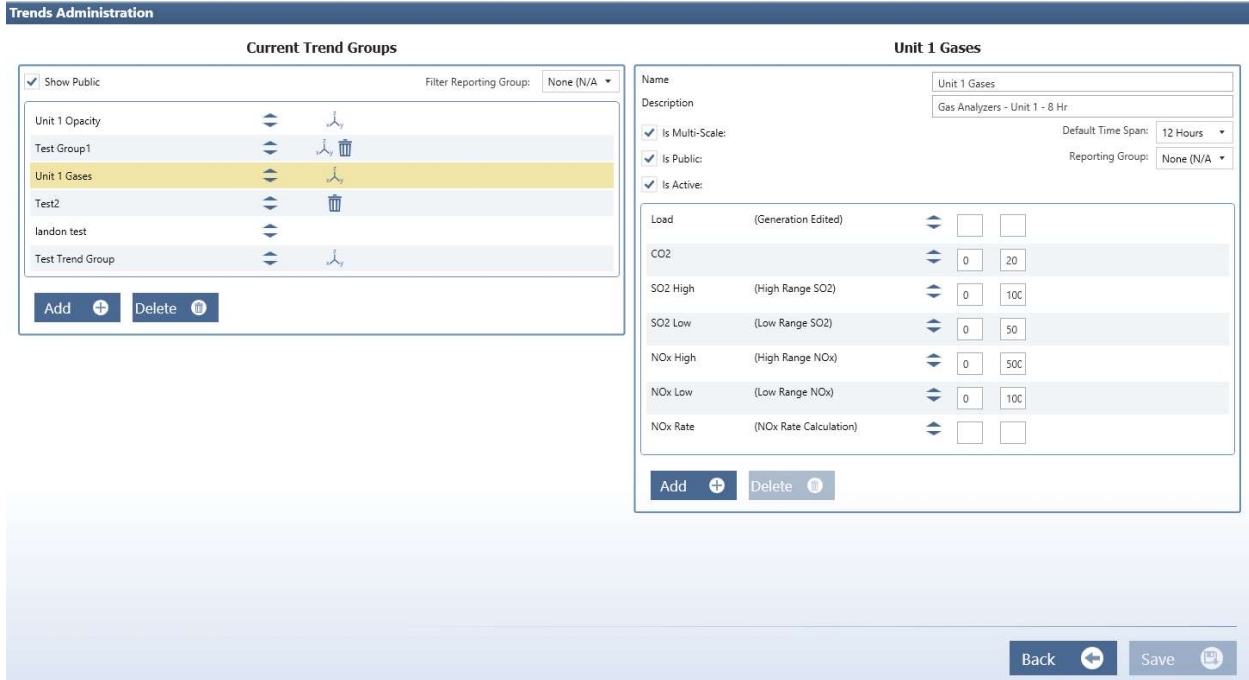 Trends Administration
Current Trend Groups
Show Public
Filter Reporting Group: None (N/A
Unit 1 Opacity
Test Group1
Unit 1 Gases
Test2
landon test
Test Trend Group
Add
Delete
Unit 1 Gases
Name Unit 1 Gases
Description Gas Analyzers - Unit 1 - 8 Hr
Is Multi-Scale: Default Time Span: 12 Hours
Is Public: Reporting Group: None (N/A
Is Active:
Load (Generation Edited)
CO2 0 20
SO2 High (High Range SO2) 0 100
SO2 Low (Low Range SO2) 0 50
NOx High (High Range NOx) 0 500
NOx Low (Low Range NOx) 0 100
NOx Rate (NOx Rate Calculation)
Add Delete
Back Save